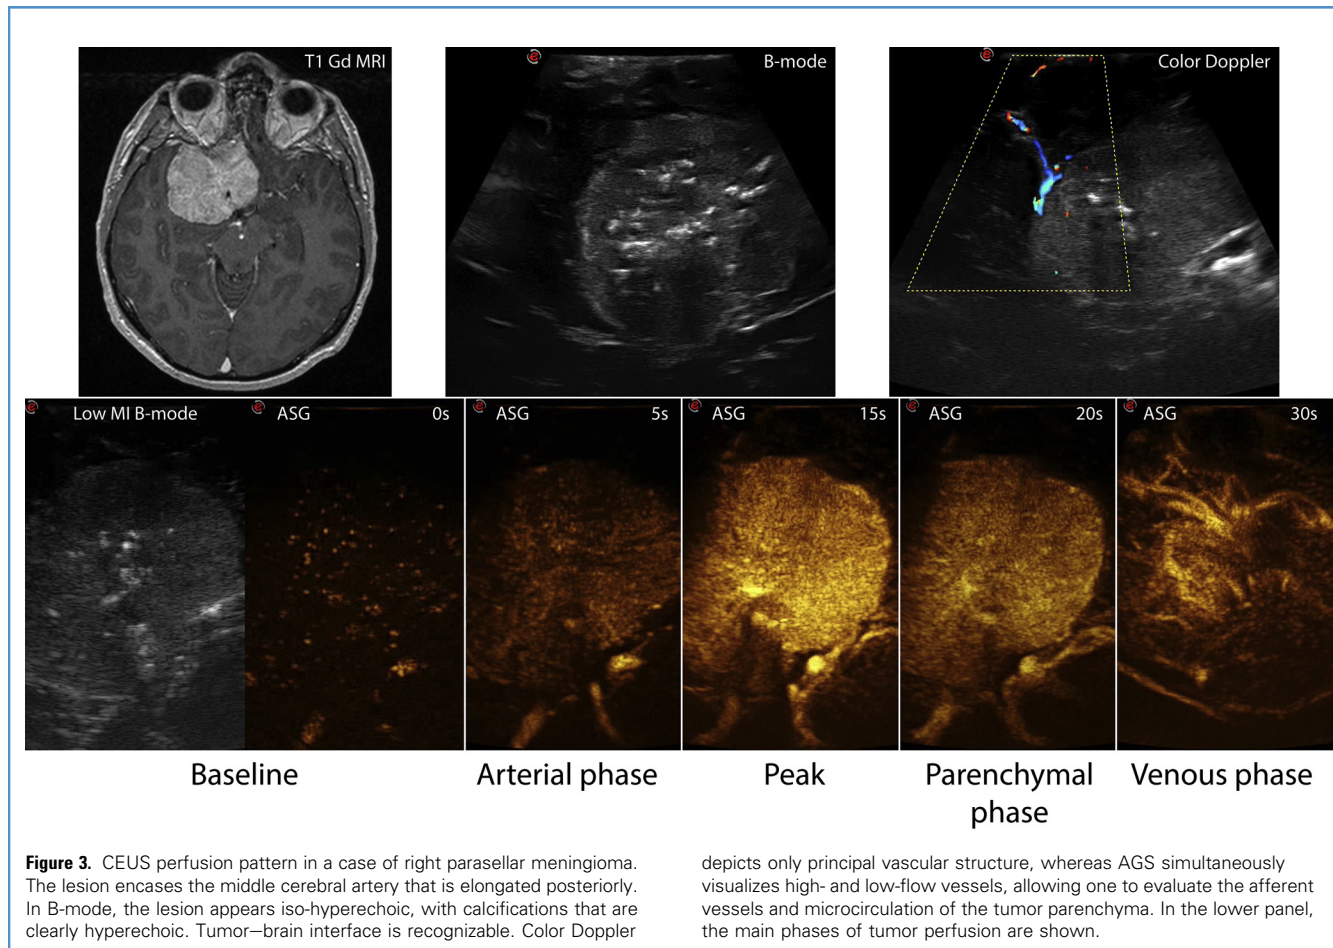 T1 Gd MRI
B-mode
Color Doppler
Low MI B-mode
ASG 0s
ASG 5s
ASG 15s
ASG 20s
ASG 30s
Baseline
Arterial phase
Peak
Parenchymal
phase
Venous phase
Figure 3. CEUS perfusion pattern in a case of right parasellar meningioma.
The lesion encases the middle cerebral artery that is elongated posteriorly.
In B-mode, the lesion appears iso-hyperechoic, with calcifications that are
clearly hyperechoic. Tumor–brain interface is recognizable. Color Doppler
depicts only principal vascular structure, whereas AGS simultaneously
visualizes high- and low-flow vessels, allowing one to evaluate the afferent
vessels and microcirculation of the tumor parenchyma. In the lower panel,
the main phases of tumor perfusion are shown.